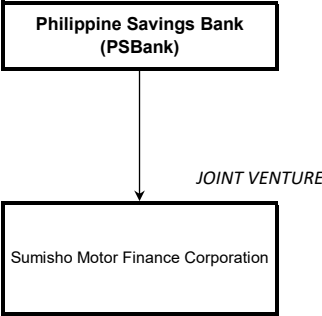 Philippine Savings Bank
(PSBank)
JOINT VENTURE
Sumisho Motor Finance Corporation